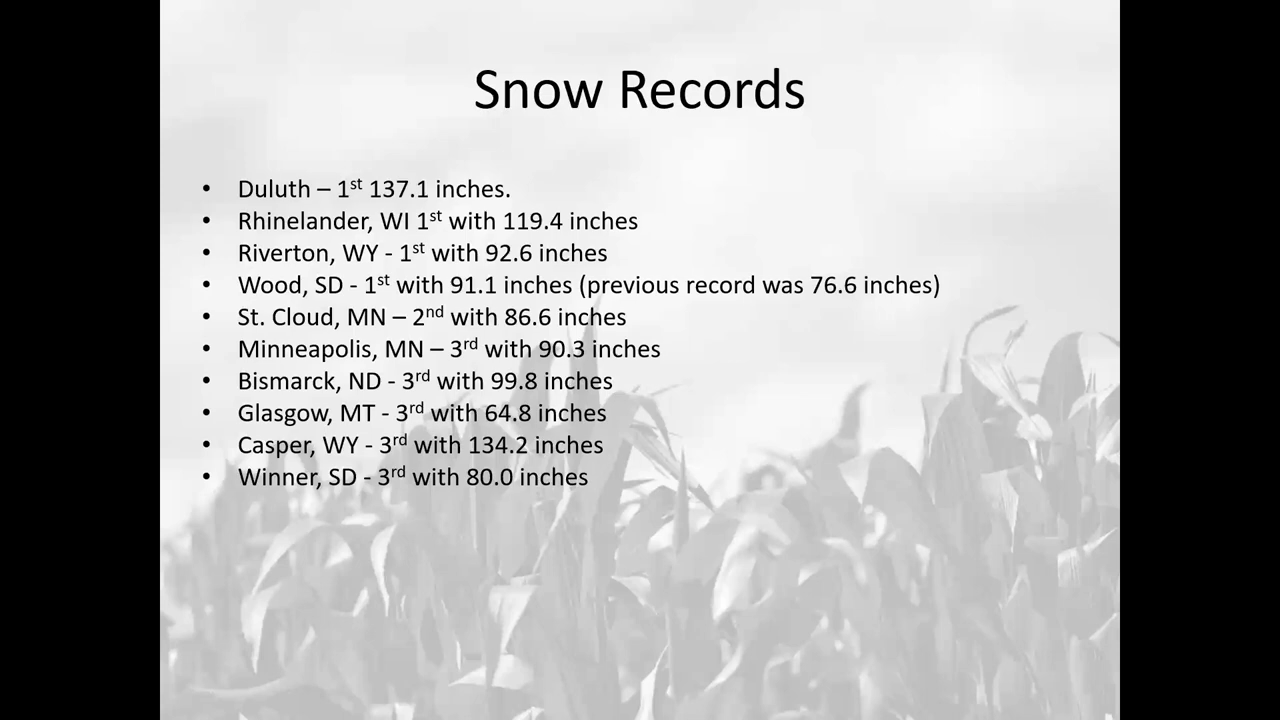 Snow Records
• Duluth – 1st 137.1 inches.
• Rhinelander, WI 1st with 119.4 inches
• Riverton, WY - 1st with 92.6 inches
• Wood, SD - 1st with 91.1 inches (previous record was 76.6 inches)
• St. Cloud, MN – 2nd with 86.6 inches
• Minneapolis, MN – 3rd with 90.3 inches
• Bismarck, ND - 3rd with 99.8 inches
• Glasgow, MT - 3rd with 64.8 inches
• Casper, WY - 3rd with 134.2 inches
• Winner, SD - 3rd with 80.0 inches